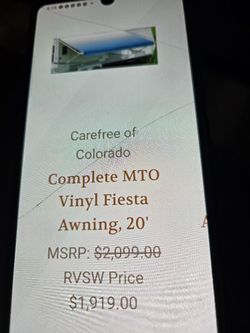 Carefree of
Colorado
Complete MTO
Vinyl Fiesta
Awning, 20'
MSRP: $2,099.00
RVSW Price
$1,919.00